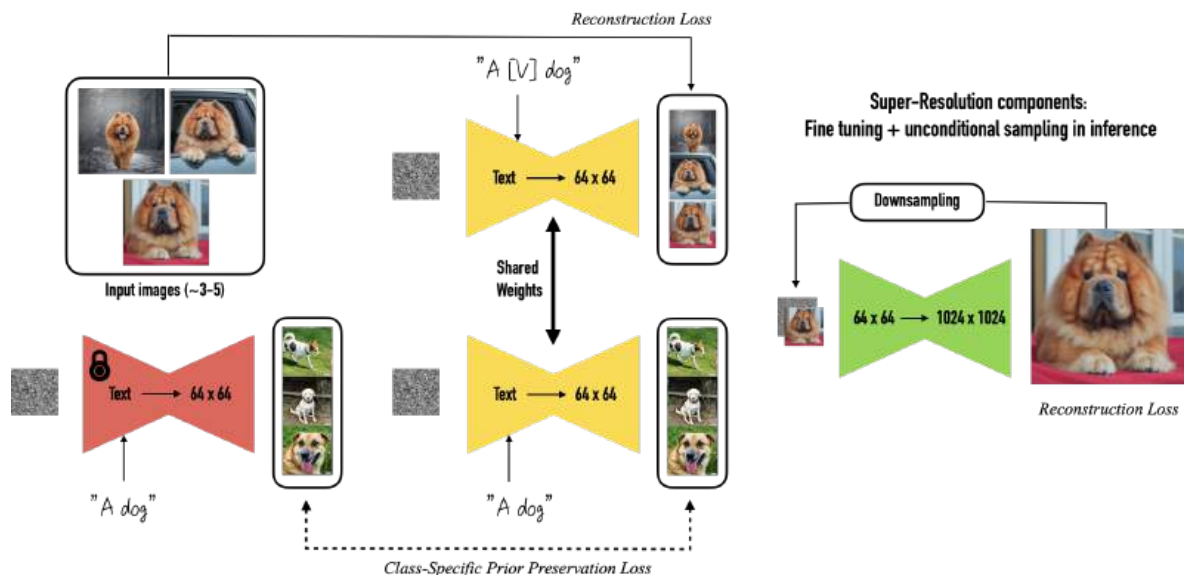 Reconstruction Loss
"A [V] dog"
Text → 64 x 64
Input images (~3-5)
Shared
Weights
Text → 64 x 64
"A dog"
Text → 64 x 64
"A dog"
Class-Specific Prior Preservation Loss
Super-Resolution components:
Fine tuning + unconditional sampling in inference
Downsampling
64 x 64 → 1024 x 1024
Reconstruction Loss